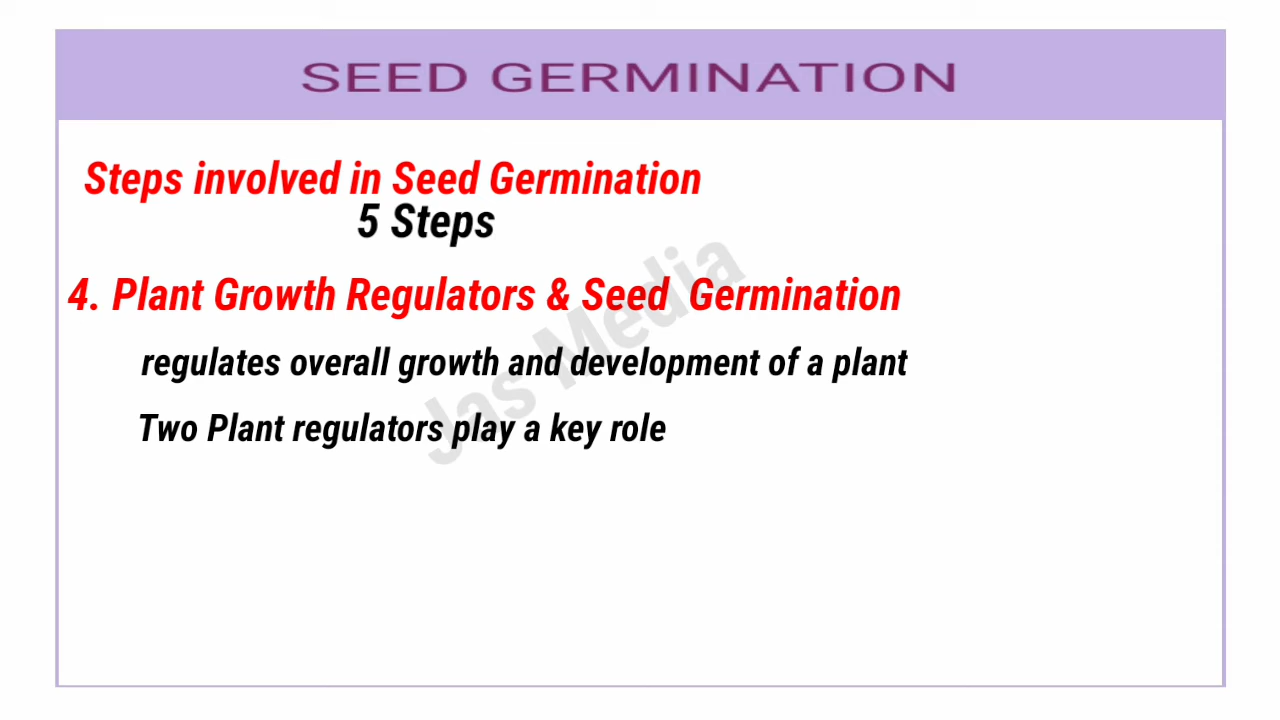 SEED GERMINATION
Steps involved in Seed Germination
5 Steps
4. Plant Growth Regulators & Seed Germination
regulates overall growth and development of a plant
Two Plant regulators play a key role
Jas Media